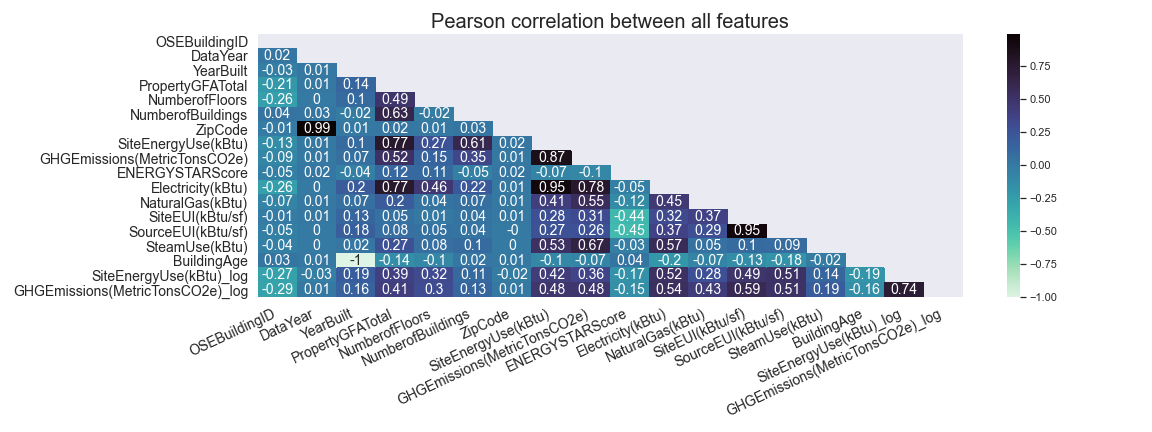 Pearson correlation between all features
OSEBuildingID
DataYear 0.02
YearBuilt -0.03 0.01
PropertyGFATotal -0.21 0.01 0.14
NumberofFloors -0.26 0 0.1 0.49
NumberofBuildings 0.04 0.03 -0.02 0.63 -0.02
ZipCode -0.01 0.99 0.01 0.02 0.01 0.03
SiteEnergyUse(kBtu) -0.13 0.01 0.1 0.77 0.27 0.61 0.02
GHGEmissions(MetricTonsCO2e) -0.09 0.01 0.07 0.52 0.15 0.35 0.01 0.87
ENERGYSTARScore -0.05 0.02 -0.04 0.12 0.11 -0.05 0.02 -0.07 -0.1
Electricity(kBtu) -0.26 0 0.2 0.77 0.46 0.22 0.01 0.95 0.78 -0.05
NaturalGas(kBtu) -0.07 0.01 0.07 0.2 0.04 0.07 0.01 0.41 0.55 -0.12 0.45
SiteEUI(kBtu/sf) -0.01 0.01 0.13 0.05 0.01 0.04 0.01 0.28 0.31 -0.44 0.32 0.37
SourceEUI(kBtu/sf) -0.05 0 0.18 0.08 0.05 0.04 -0 0.27 0.26 -0.45 0.37 0.29 0.95
SteamUse(kBtu) -0.04 0 0.02 0.27 0.08 0.1 0 0.53 0.67 -0.03 0.57 0.05 0.1 0.09
BuildingAge 0.03 0.01 -1 -0.14 -0.1 0.02 0.01 -0.1 -0.07 0.04 -0.2 -0.07 -0.13 -0.18 -0.02
SiteEnergyUse(kBtu)_log -0.27 -0.03 0.19 0.39 0.32 0.11 -0.02 0.42 0.36 -0.17 0.52 0.28 0.49 0.51 0.14 -0.19
GHGEmissions(MetricTonsCO2e)_log -0.29 0.01 0.16 0.41 0.3 0.13 0.01 0.48 0.48 -0.15 0.54 0.43 0.59 0.51 0.19 -0.16 0.74
OSEBuildingID
DataYear
YearBuilt
PropertyGFATotal
NumberofFloors
NumberofBuildings
ZipCode
SiteEnergyUse(kBtu)
GHGEmissions(MetricTonsCO2e)
ENERGYSTARScore
Electricity(kBtu)
NaturalGas(kBtu)
SiteEUI(kBtu/sf)
SourceEUI(kBtu/sf)
SteamUse(kBtu)
BuildingAge
SiteEnergyUse(kBtu)_log
GHGEmissions(MetricTonsCO2e)_log
0.75
0.50
0.25
0.00
-0.25
-0.50
-0.75
-1.00